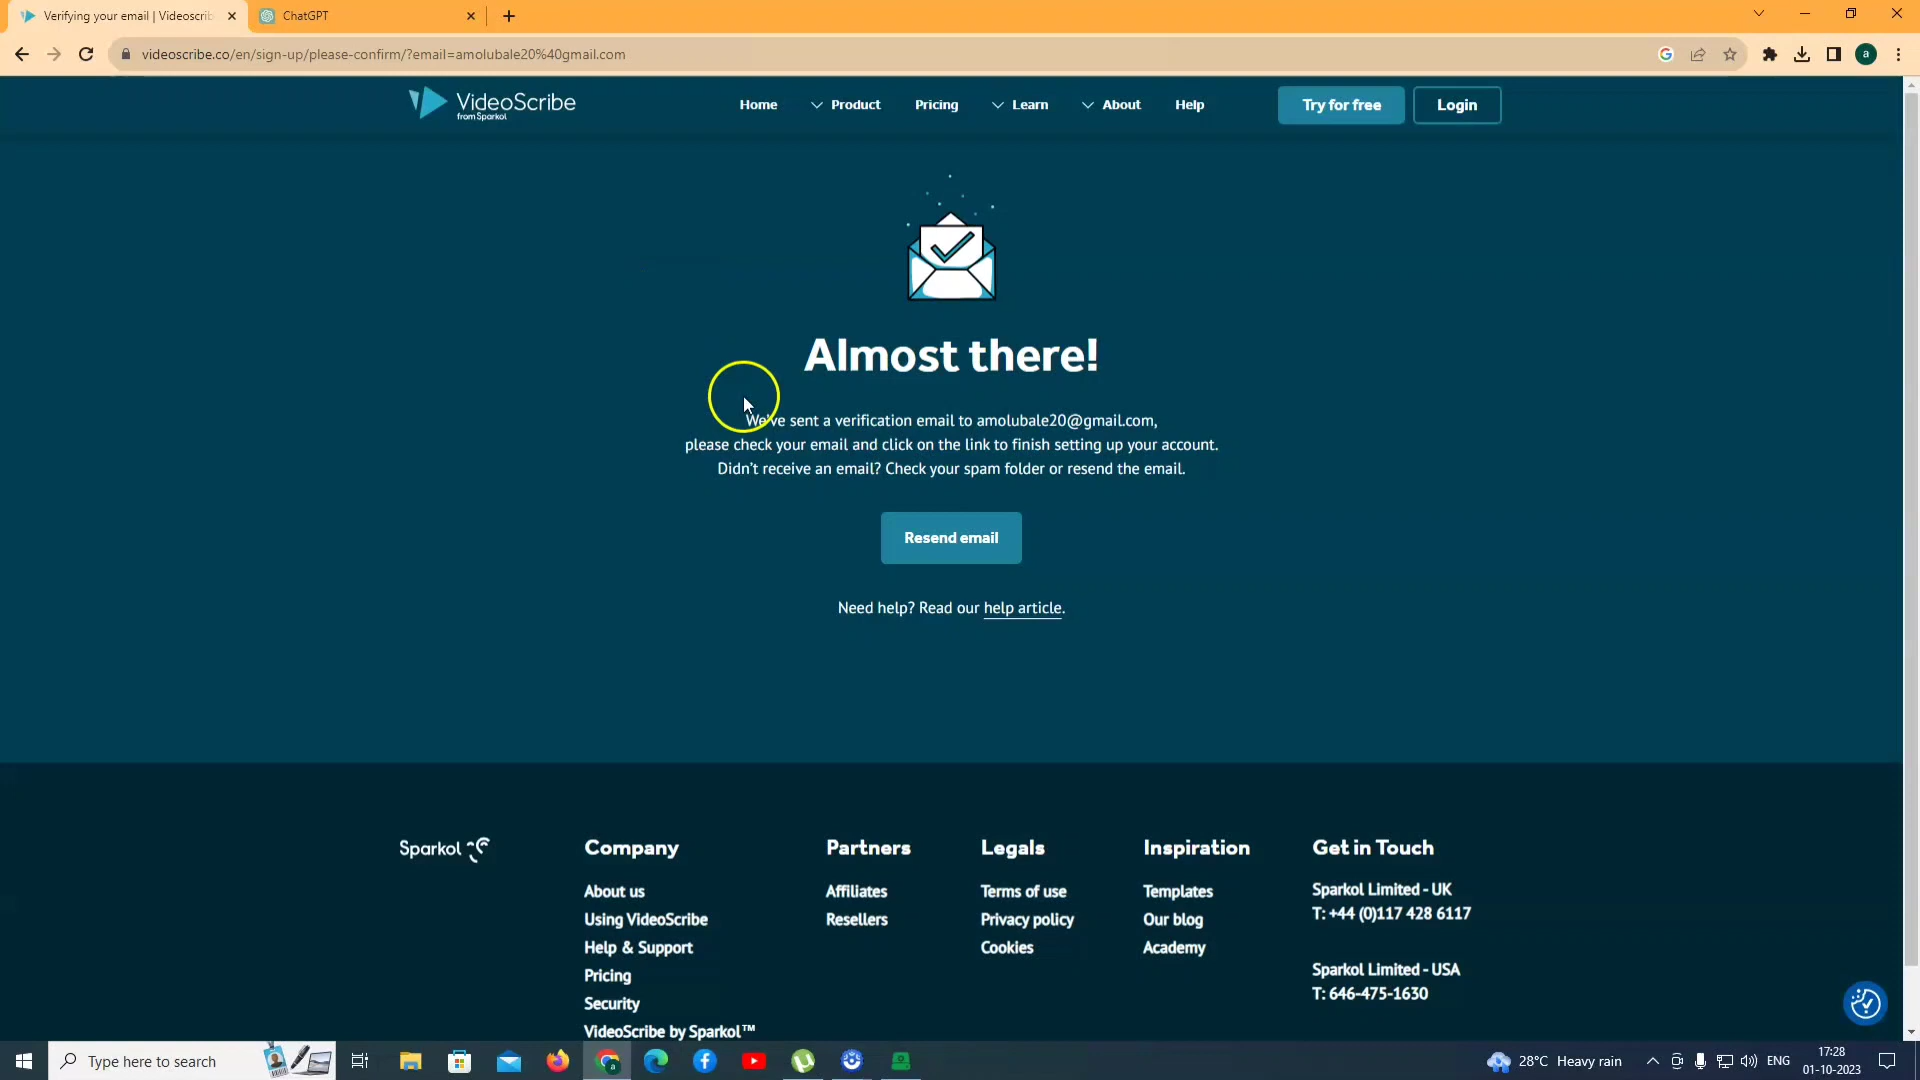 Verifying your email | Videoscrib
ChatGPT
videoscribe.co/en/sign-up/please-confirm/?email=amolubale20%40gmail.com
a
VideoScribe
from Sparkol
Home
Product
Pricing
Learn
About
Help
Try for free
Login
Almost there!
We've sent a verification email to amolubale20@gmail.com,
please check your email and click on the link to finish setting up your account.
Didn't receive an email? Check your spam folder or resend the email.
Resend email
Need help? Read our help article.
Sparkol
Company
About us
Using VideoScribe
Help & Support
Pricing
Security
VideoScribe by Sparkol™
Partners
Affiliates
Resellers
Legals
Terms of use
Privacy policy
Cookies
Inspiration
Templates
Our blog
Academy
Get in Touch
Sparkol Limited - UK
T: +44 (0)117 428 6117
Sparkol Limited - USA
T: 646-475-1630
Type here to search
28°C Heavy rain
ENG
17:28
01-10-2023